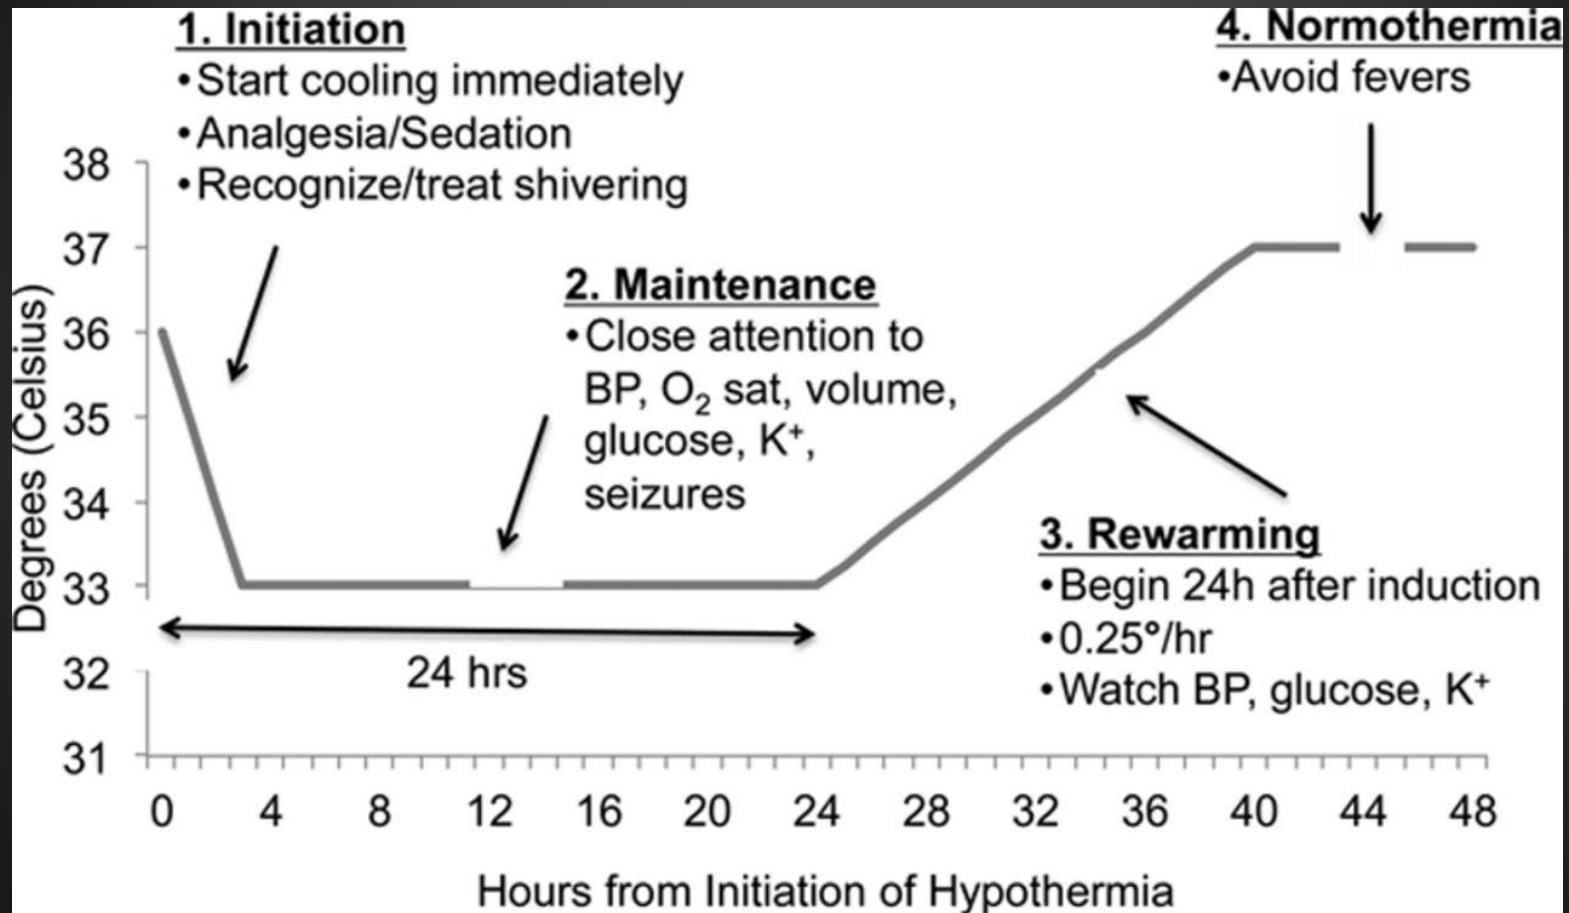 1. Initiation
•Start cooling immediately
•Analgesia/Sedation
•Recognize/treat shivering
4. Normothermia
•Avoid fevers
2. Maintenance
•Close attention to
BP, O₂ sat, volume,
glucose, K⁺,
seizures
3. Rewarming
•Begin 24h after induction
•0.25°/hr
•Watch BP, glucose, K⁺
24 hrs
Degrees (Celsius)
38
37
36
35
34
33
32
31
0 4 8 12 16 20 24 28 32 36 40 44 48
Hours from Initiation of Hypothermia